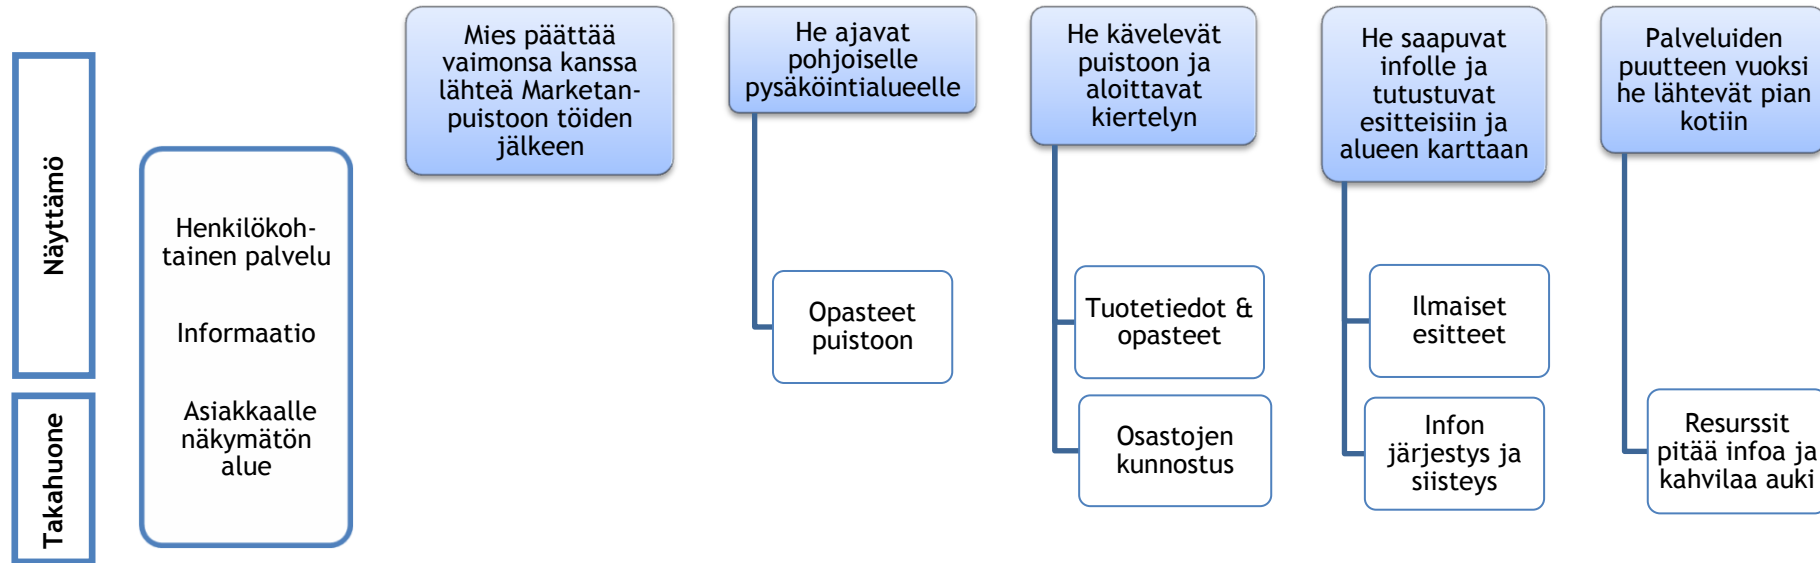 Näyttämö
Takahuone
Henkilökoh-
tainen palvelu
Informaatio
Asiakkaalle
näkymätön
alue
Mies päättää
vaimonsa kanssa
lähteä Marketan-
puistoon töiden
jälkeen
He ajavat
pohjoiselle
pysäköintialueelle
Opasteet
puistoon
He kävelevät
puistoon ja
aloittavat
kiertelyn
Tuotetiedot &
opasteet
Osastojen
kunnostus
He saapuvat
infolle ja
tutustuvat
esitteisiin ja
alueen karttaan
Ilmaiset
esitteet
Infon
järjestys ja
siisteys
Palveluiden
puutteen vuoksi
he lähtevät pian
kotiin
Resurssit
pitää infoa ja
kahvilaa auki